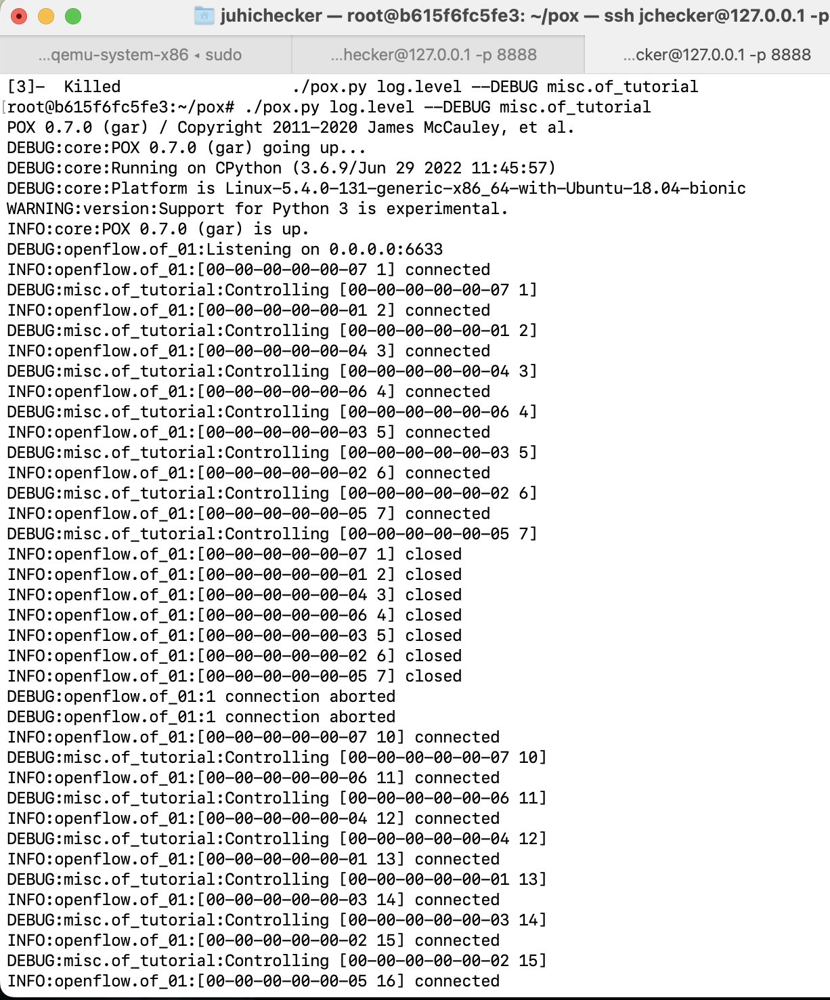 juhichecker — root@b615f6fc5fe3: ~/pox — ssh jchecker@127.0.0.1 -p
...qemu-system-x86 ◂ sudo
...hecker@127.0.0.1 -p 8888
...cker@127.0.0.1 -p 8888
[3]-  Killed                  ./pox.py log.level --DEBUG misc.of_tutorial
[root@b615f6fc5fe3:~/pox# ./pox.py log.level --DEBUG misc.of_tutorial
POX 0.7.0 (gar) / Copyright 2011-2020 James McCauley, et al.
DEBUG:core:POX 0.7.0 (gar) going up...
DEBUG:core:Running on CPython (3.6.9/Jun 29 2022 11:45:57)
DEBUG:core:Platform is Linux-5.4.0-131-generic-x86_64-with-Ubuntu-18.04-bionic
WARNING:version:Support for Python 3 is experimental.
INFO:core:POX 0.7.0 (gar) is up.
DEBUG:openflow.of_01:Listening on 0.0.0.0:6633
INFO:openflow.of_01:[00-00-00-00-00-07 1] connected
DEBUG:misc.of_tutorial:Controlling [00-00-00-00-00-07 1]
INFO:openflow.of_01:[00-00-00-00-00-01 2] connected
DEBUG:misc.of_tutorial:Controlling [00-00-00-00-00-01 2]
INFO:openflow.of_01:[00-00-00-00-00-04 3] connected
DEBUG:misc.of_tutorial:Controlling [00-00-00-00-00-04 3]
INFO:openflow.of_01:[00-00-00-00-00-06 4] connected
DEBUG:misc.of_tutorial:Controlling [00-00-00-00-00-06 4]
INFO:openflow.of_01:[00-00-00-00-00-03 5] connected
DEBUG:misc.of_tutorial:Controlling [00-00-00-00-00-03 5]
INFO:openflow.of_01:[00-00-00-00-00-02 6] connected
DEBUG:misc.of_tutorial:Controlling [00-00-00-00-00-02 6]
INFO:openflow.of_01:[00-00-00-00-00-05 7] connected
DEBUG:misc.of_tutorial:Controlling [00-00-00-00-00-05 7]
INFO:openflow.of_01:[00-00-00-00-00-07 1] closed
INFO:openflow.of_01:[00-00-00-00-00-01 2] closed
INFO:openflow.of_01:[00-00-00-00-00-04 3] closed
INFO:openflow.of_01:[00-00-00-00-00-06 4] closed
INFO:openflow.of_01:[00-00-00-00-00-03 5] closed
INFO:openflow.of_01:[00-00-00-00-00-02 6] closed
INFO:openflow.of_01:[00-00-00-00-00-05 7] closed
DEBUG:openflow.of_01:1 connection aborted
DEBUG:openflow.of_01:1 connection aborted
INFO:openflow.of_01:[00-00-00-00-00-07 10] connected
DEBUG:misc.of_tutorial:Controlling [00-00-00-00-00-07 10]
INFO:openflow.of_01:[00-00-00-00-00-06 11] connected
DEBUG:misc.of_tutorial:Controlling [00-00-00-00-00-06 11]
INFO:openflow.of_01:[00-00-00-00-00-04 12] connected
DEBUG:misc.of_tutorial:Controlling [00-00-00-00-00-04 12]
INFO:openflow.of_01:[00-00-00-00-00-01 13] connected
DEBUG:misc.of_tutorial:Controlling [00-00-00-00-00-01 13]
INFO:openflow.of_01:[00-00-00-00-00-03 14] connected
DEBUG:misc.of_tutorial:Controlling [00-00-00-00-00-03 14]
INFO:openflow.of_01:[00-00-00-00-00-02 15] connected
DEBUG:misc.of_tutorial:Controlling [00-00-00-00-00-02 15]
INFO:openflow.of_01:[00-00-00-00-00-05 16] connected